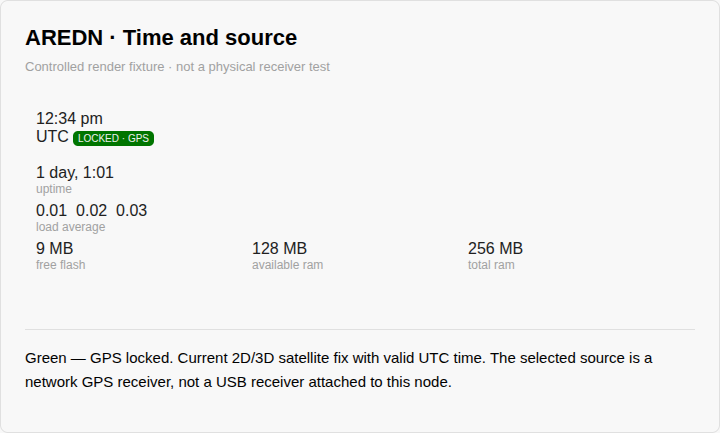 AREDN · Time and source
Controlled render fixture · not a physical receiver test
12:34 pm
UTC LOCKED · GPS
1 day, 1:01
uptime
0.01 0.02 0.03
load average
9 MB 128 MB 256 MB
free flash available ram total ram
Green — GPS locked. Current 2D/3D satellite fix with valid UTC time. The selected source is a
network GPS receiver, not a USB receiver attached to this node.